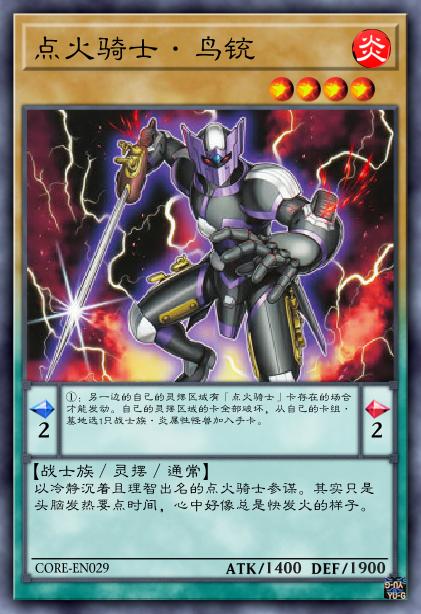 点火骑士·鸟铳
炎
①：另一边的自己的灵摆区域有「点火骑士」卡存在的场合
才能发动。自己的灵摆区域的卡全部破坏，从自己的卡组·
墓地选1只战士族·炎属性怪兽加入手卡。
2
2
【战士族／灵摆／通常】
以冷静沉着且理智出名的点火骑士参谋。其实只是
头脑发热要点时间，心中好像总是快发火的样子。
CORE-EN029
ATK/1400 DEF/1900